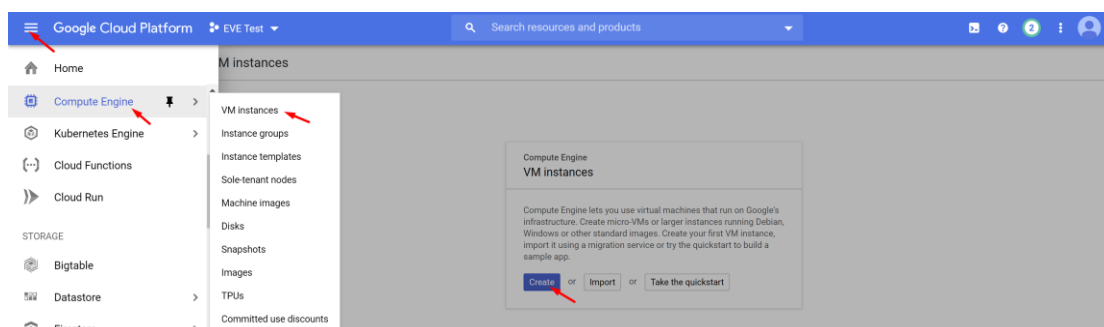 Google Cloud Platform EVE Test Search resources and products 2
Home
M instances
Compute Engine
VM instances
Kubernetes Engine
Instance groups
Cloud Functions
Instance templates
Sole-tenant nodes
Cloud Run
Machine images
STORAGE
Disks
Snapshots
Bigtable
Images
Datastore
TPUs
Committed use discounts
Compute Engine
VM instances
Compute Engine lets you use virtual machines that run on Google's
infrastructure. Create micro-VMs or larger instances running Debian,
Windows or other standard images. Create your first VM instance,
import it using a migration service or try the quickstart to build a
sample app.
Create or Import or Take the quickstart